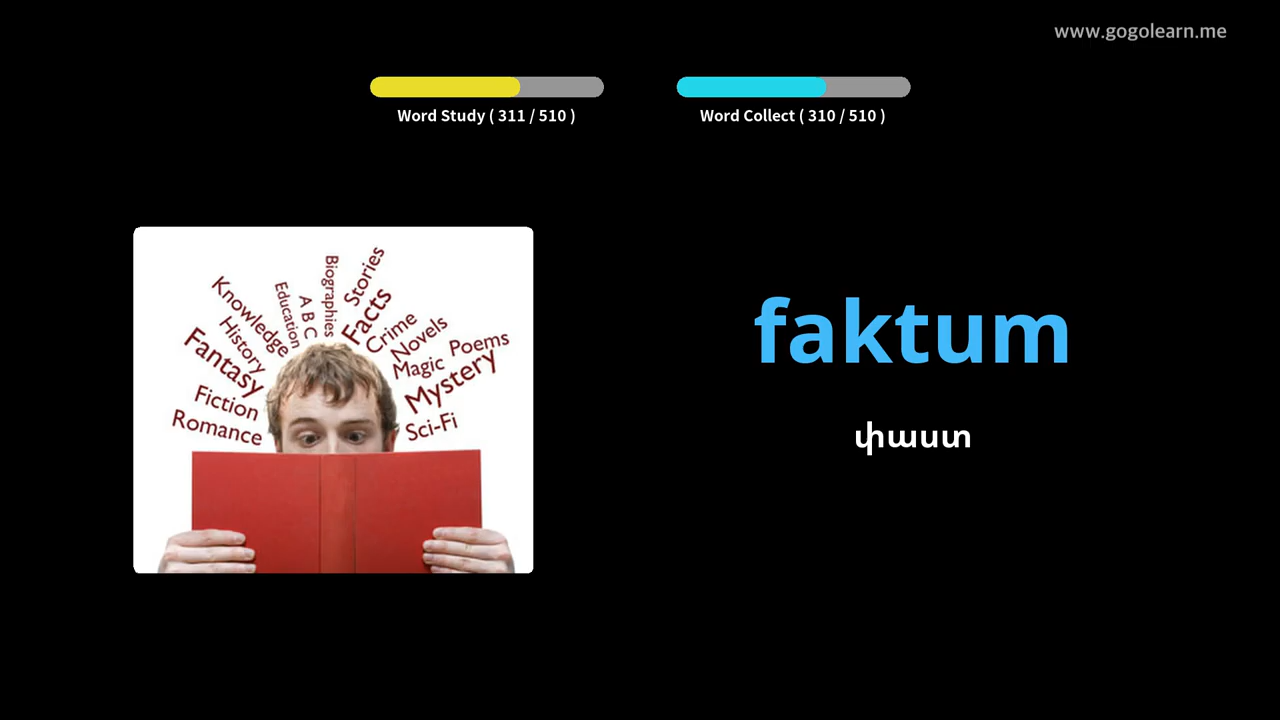 www.gogolearn.me
Word Study ( 311 / 510 )
Word Collect ( 310 / 510 )
Knowledge
History
Fantasy
Fiction
Romance
Education
A B C
Biographies
Stories
Facts
Crime
Novels
Magic
Poems
Mystery
Sci-Fi
faktum
փաստ